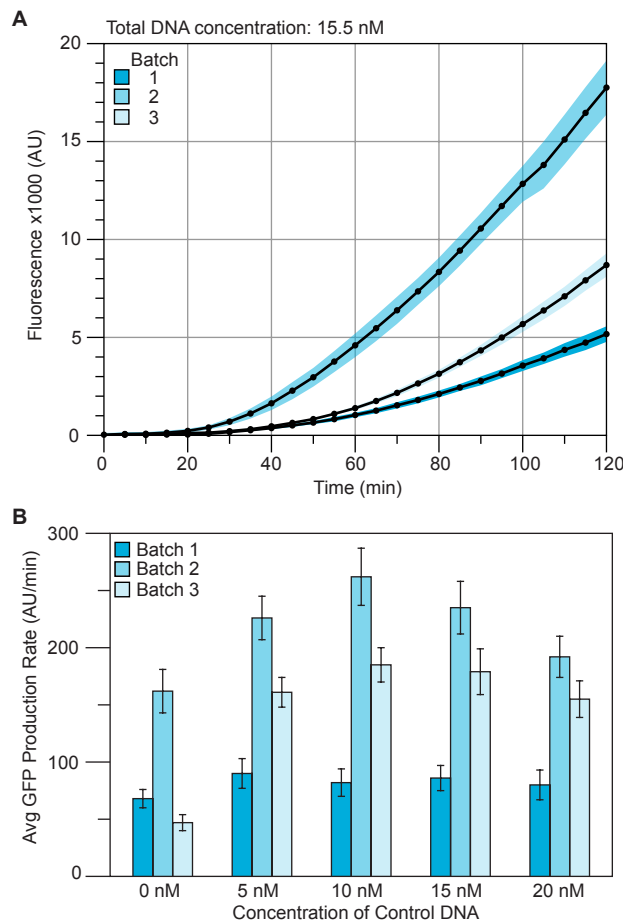 A
Total DNA concentration: 15.5 nM
20
15
10
5
0
Fluorescence x1000 (AU)
Batch
1
2
3
0
20
40
60
80
100
120
Time (min)
B
300
200
100
0
Avg GFP Production Rate (AU/min)
Batch 1
Batch 2
Batch 3
0 nM
5 nM
10 nM
15 nM
20 nM
Concentration of Control DNA